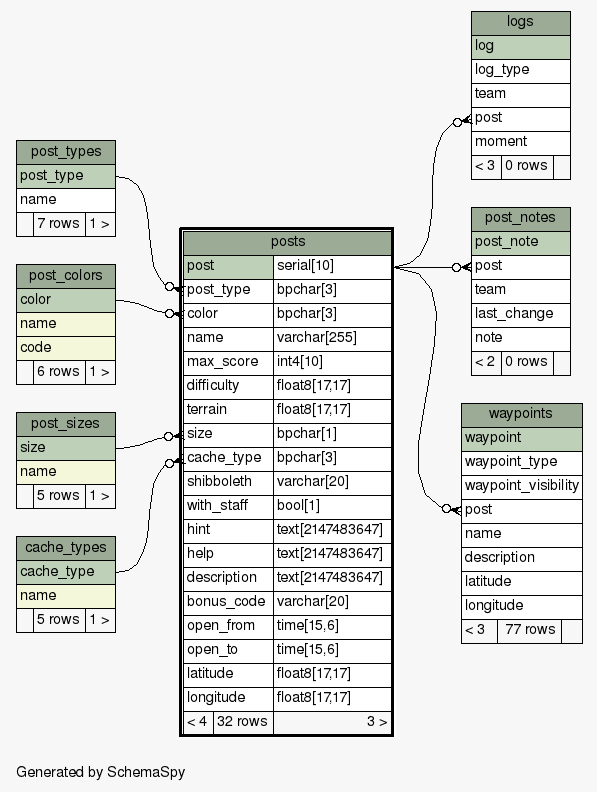 logs
log
log_type
team
post
moment
< 3 0 rows
post_types
post_type
name
7 rows 1 >
post_colors
color
name
code
6 rows 1 >
post_sizes
size
name
5 rows 1 >
cache_types
cache_type
name
5 rows 1 >
posts
post serial[10]
post_type bpchar[3]
color bpchar[3]
name varchar[255]
max_score int4[10]
difficulty float8[17,17]
terrain float8[17,17]
size bpchar[1]
cache_type bpchar[3]
shibboleth varchar[20]
with_staff bool[1]
hint text[2147483647]
help text[2147483647]
description text[2147483647]
bonus_code varchar[20]
open_from time[15,6]
open_to time[15,6]
latitude float8[17,17]
longitude float8[17,17]
< 4 32 rows 3 >
post_notes
post_note
post
team
last_change
note
< 2 0 rows
waypoints
waypoint
waypoint_type
waypoint_visibility
post
name
description
latitude
longitude
< 3 77 rows
Generated by SchemaSpy